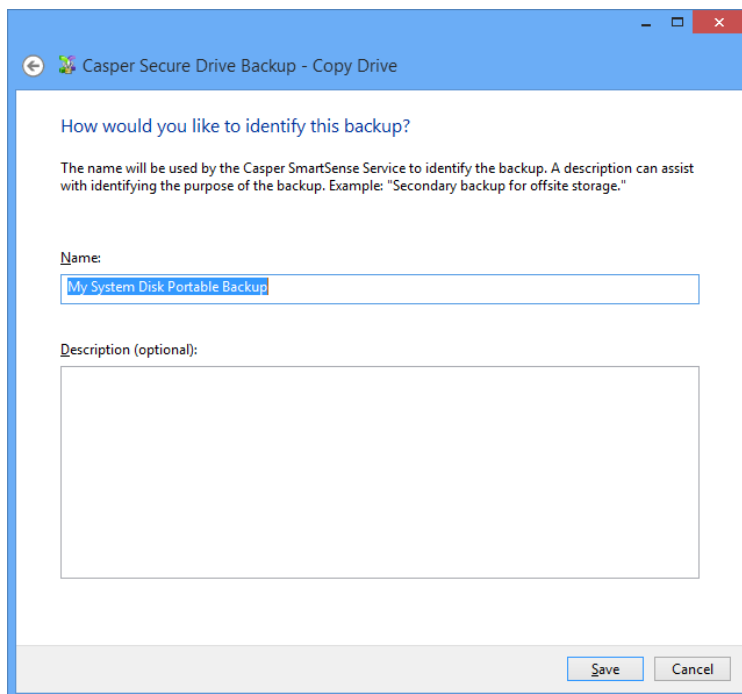 Casper Secure Drive Backup - Copy Drive
How would you like to identify this backup?
The name will be used by the Casper SmartSense Service to identify the backup. A description can assist
with identifying the purpose of the backup. Example: "Secondary backup for offsite storage."
Name:
My System Disk Portable Backup
Description (optional):
Save Cancel